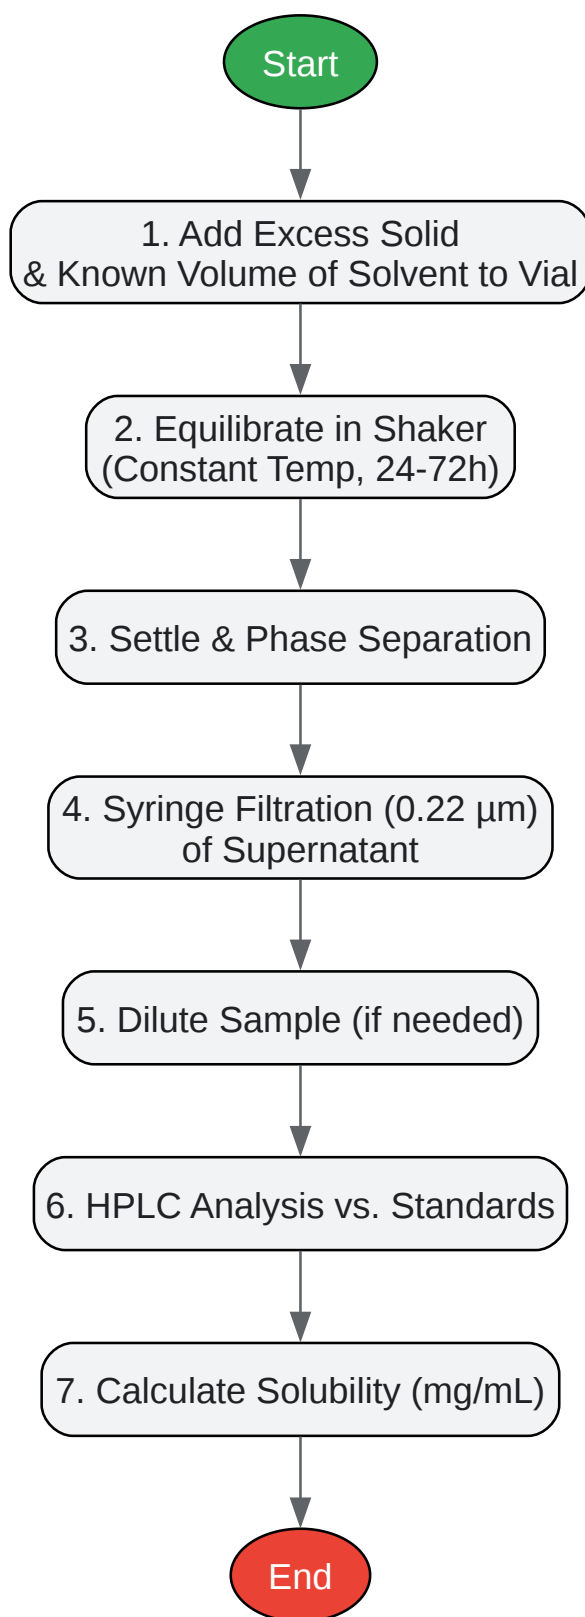 Start
1. Add Excess Solid
& Known Volume of Solvent to Vial
2. Equilibrate in Shaker
(Constant Temp, 24-72h)
3. Settle & Phase Separation
4. Syringe Filtration (0.22 µm)
of Supernatant
5. Dilute Sample (if needed)
6. HPLC Analysis vs. Standards
7. Calculate Solubility (mg/mL)
End